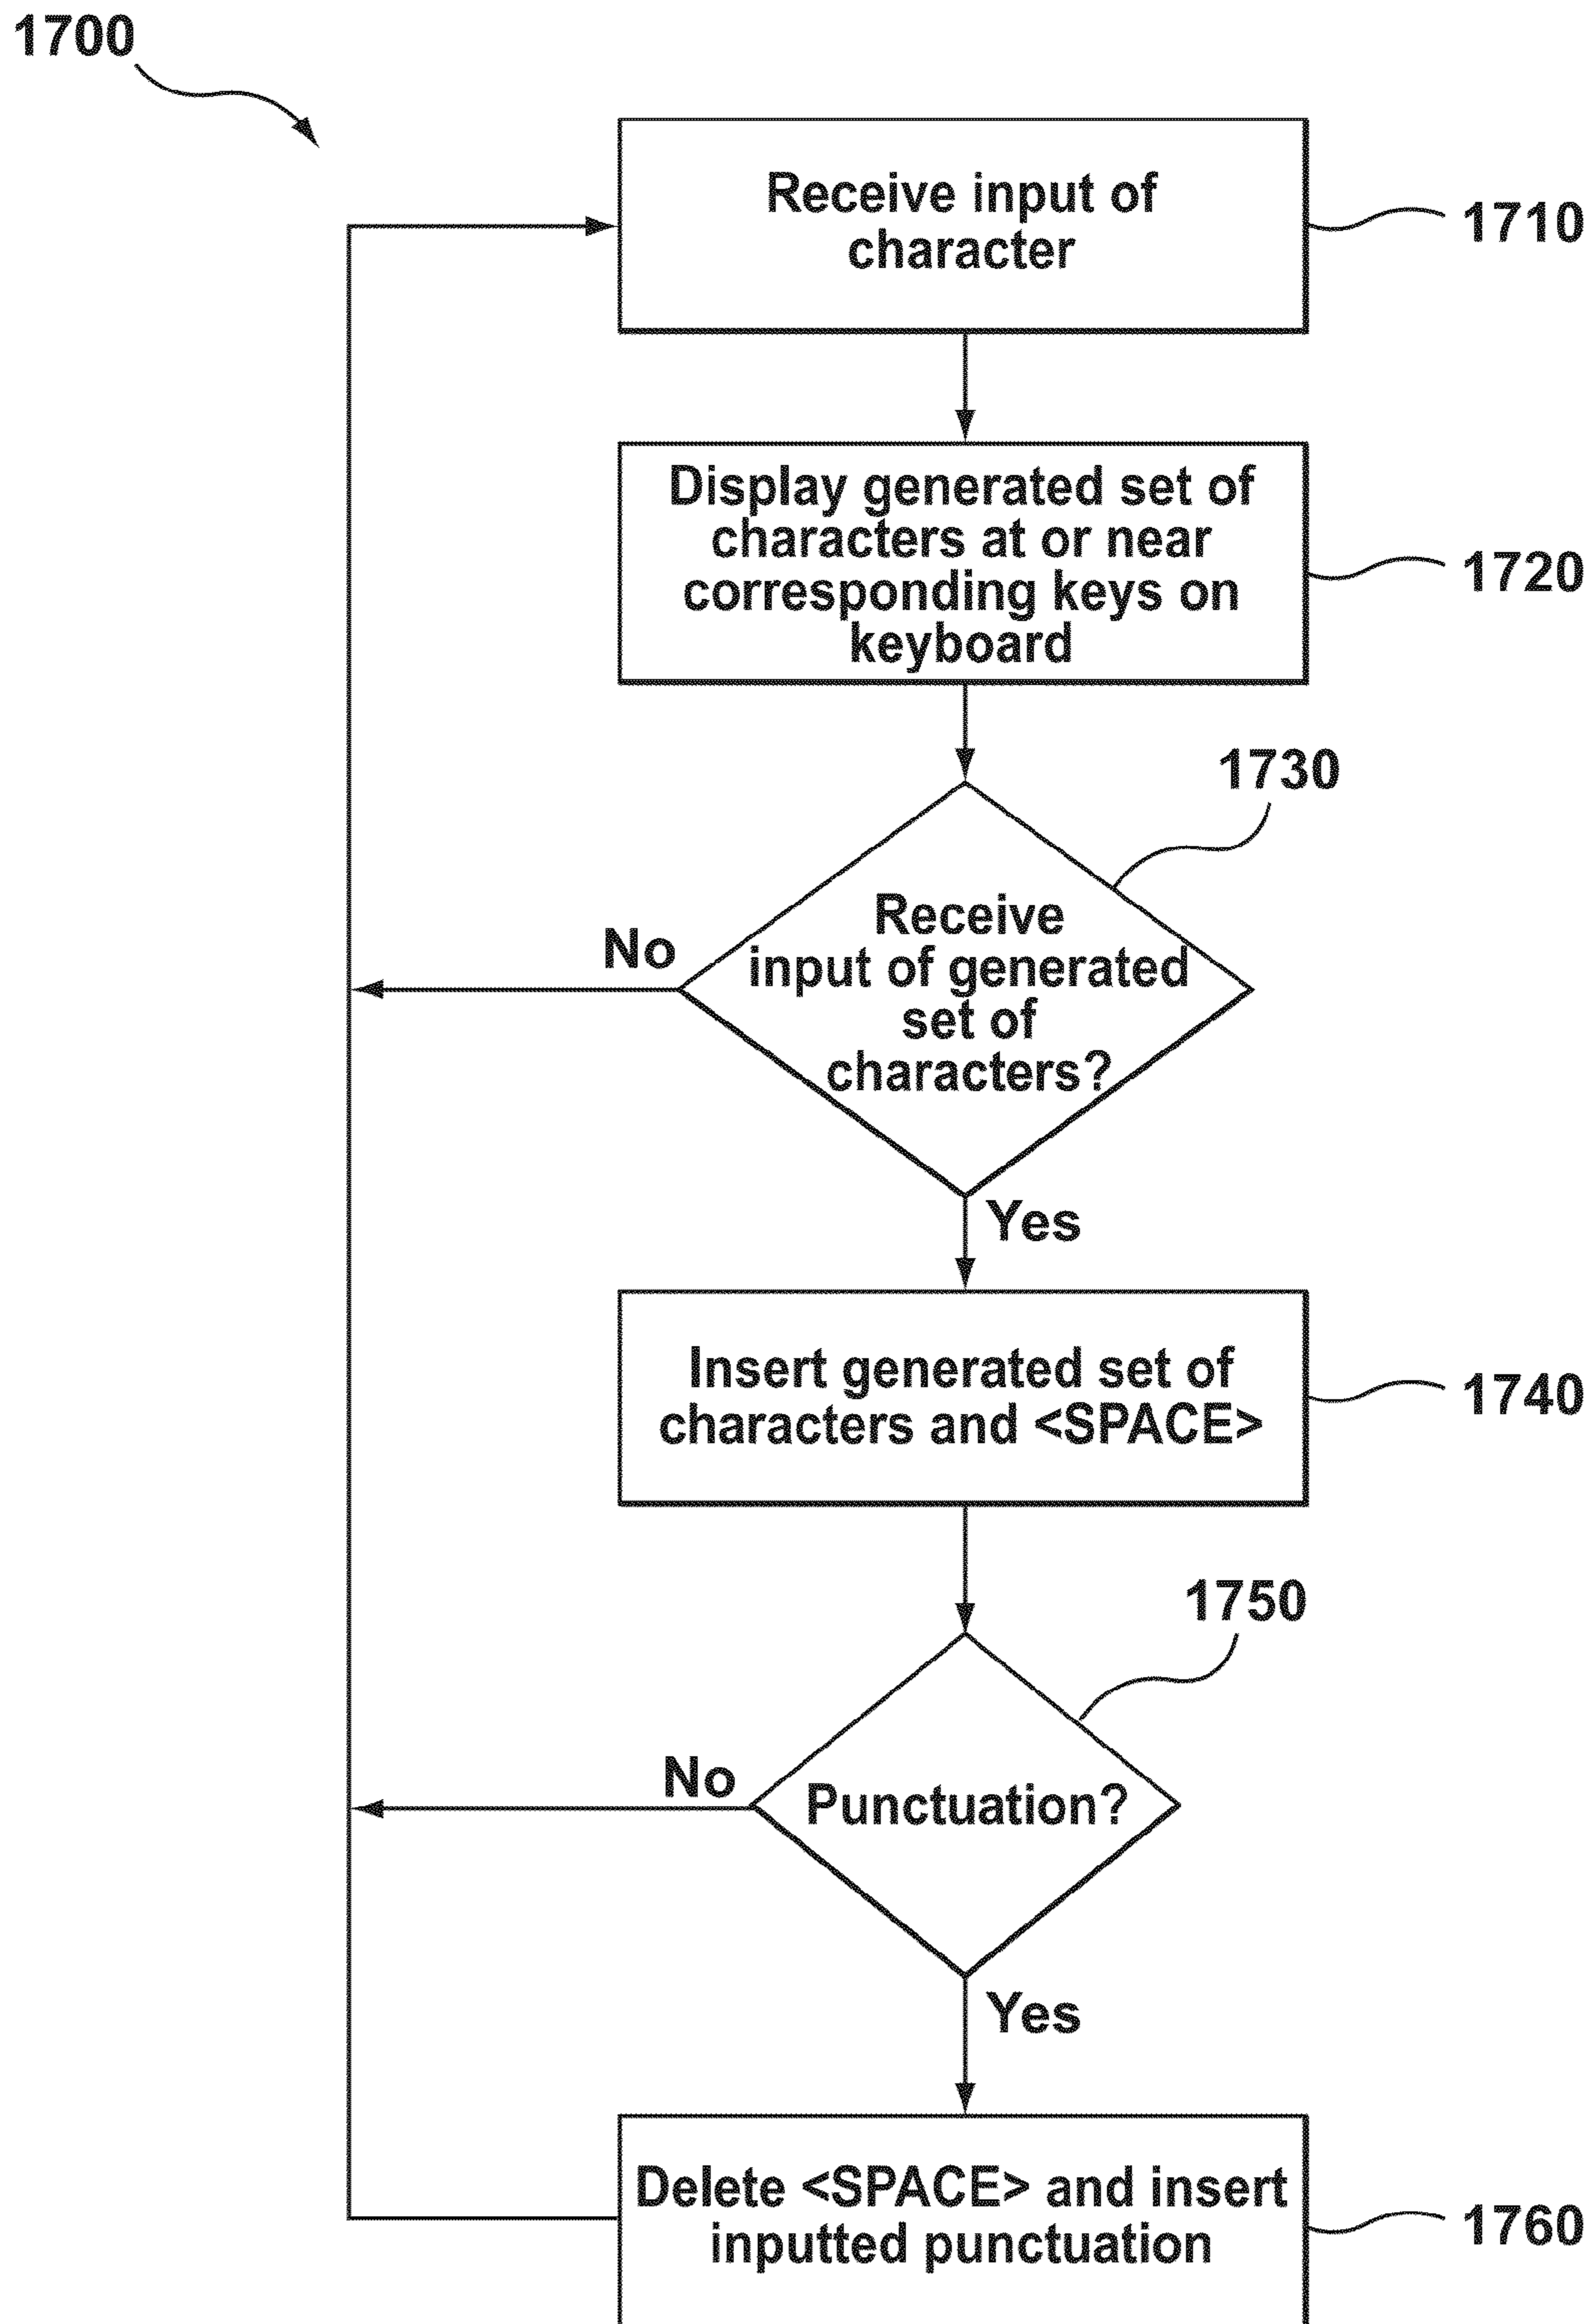 1700
Receive input of
character
1710
Display generated set of
characters at or near
corresponding keys on
keyboard
1720
1730
Receive
input of generated
set of
characters?
No
Yes
Insert generated set of
characters and <SPACE>
1740
1750
Punctuation?
No
Yes
Delete <SPACE> and insert
inputted punctuation
1760